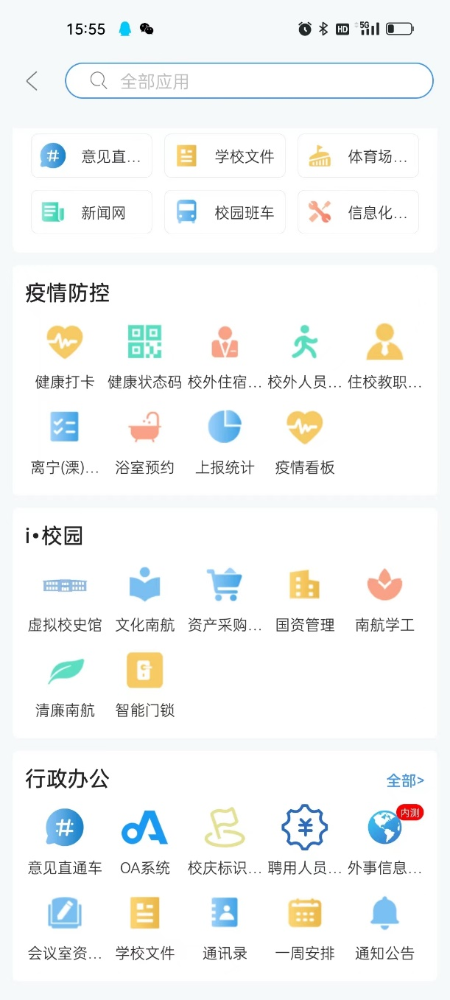 15:55 HD 5G
全部应用
# 意见直... 学校文件 体育场...
新闻网 校园班车 信息化...
疫情防控
健康打卡 健康状态码 校外住宿... 校外人员... 住校教职...
离宁(溧)... 浴室预约 上报统计 疫情看板
i•校园
虚拟校史馆 文化南航 资产采购... 国资管理 南航学工
清廉南航 智能门锁
行政办公 全部>
# OA ¥ 内测
意见直通车 OA系统 校庆标识... 聘用人员... 外事信息...
会议室资... 学校文件 通讯录 一周安排 通知公告